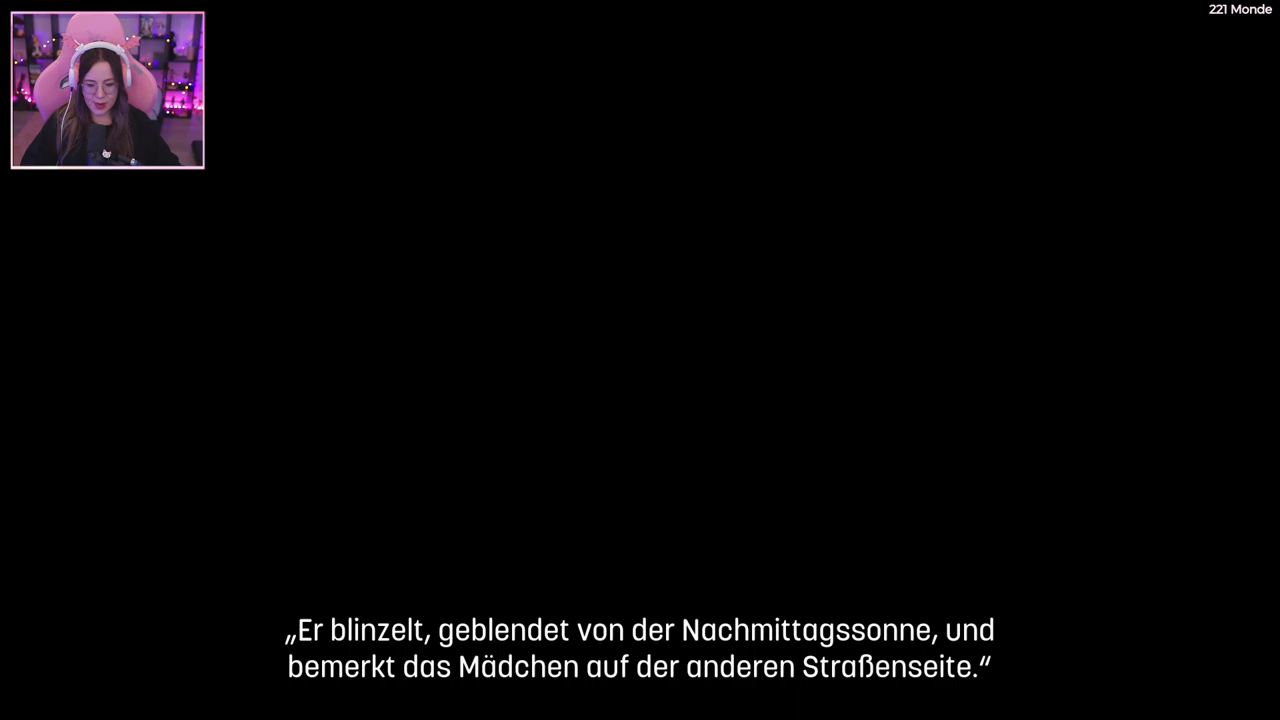 221 Monde
„Er blinzelt, geblendet von der Nachmittagssonne, und
bemerkt das Mädchen auf der anderen Straßenseite.“